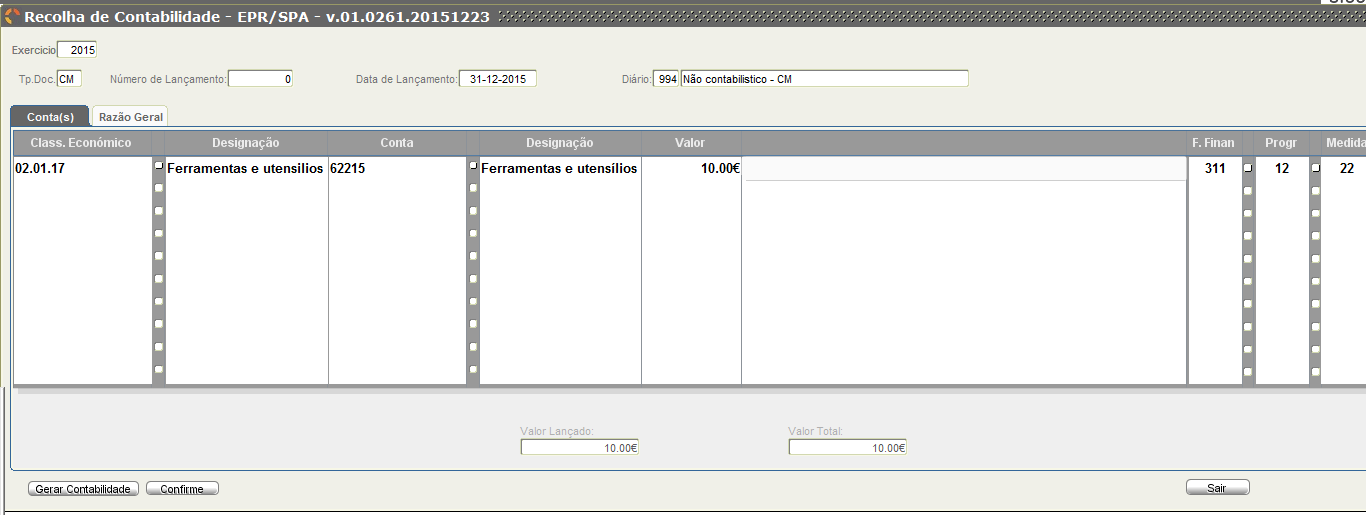 Recolha de Contabilidade - EPR/SPA - v.01.0261.20151223
Exercicio 2015
Tp.Doc. CM Número de Lançamento: 0 Data de Lançamento: 31-12-2015 Diário: 994 Não contabilistico - CM
Conta(s) Razão Geral
Class. Económico Designação Conta Designação Valor F. Finan Progr Medida
02.01.17 Ferramentas e utensilios 62215 Ferramentas e utensílios 10.00€ 311 12 22
Valor Lançado: Valor Total:
10.00€ 10.00€
Gerar Contabilidade Confirme Sair